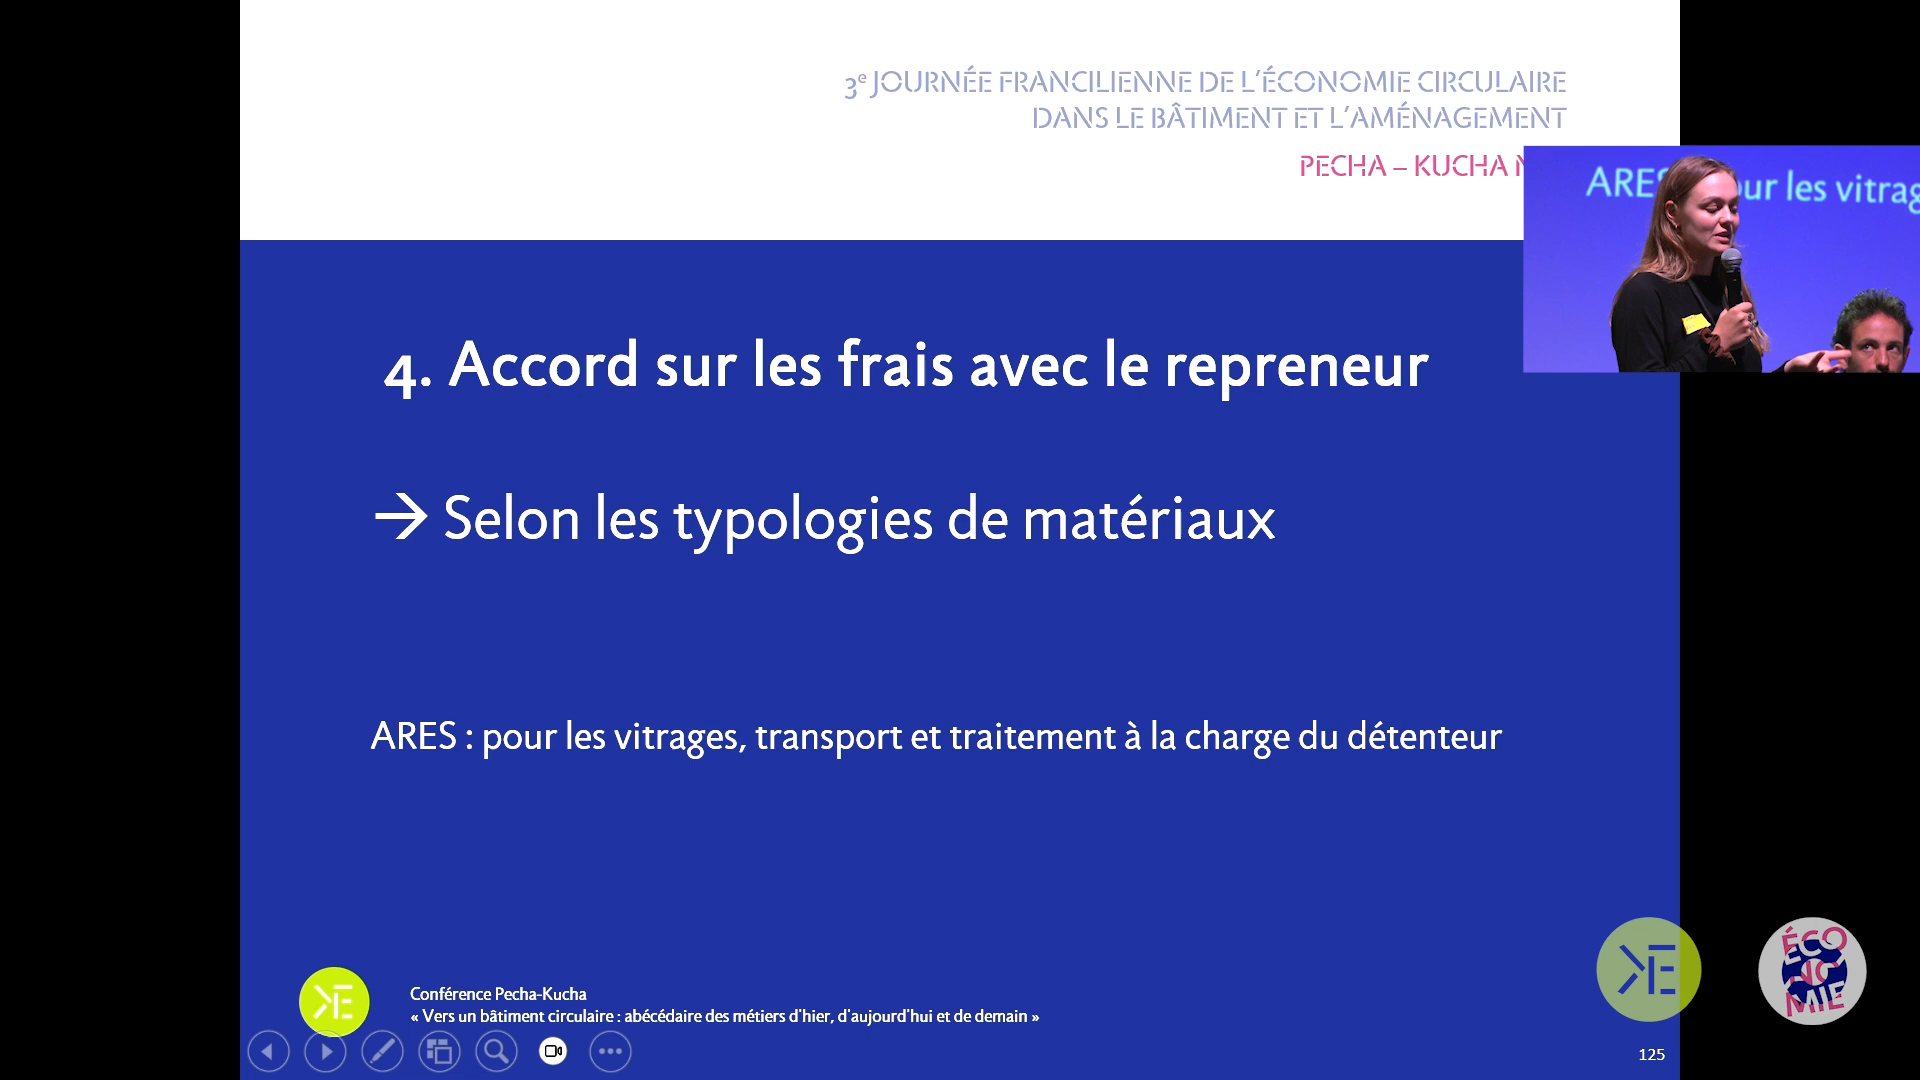 3e JOURNÉE FRANCILIENNE DE L'ÉCONOMIE CIRCULAIRE
DANS LE BÂTIMENT ET L'AMÉNAGEMENT
PECHA – KUCHA
ARES ur les vitrag
4. Accord sur les frais avec le repreneur
→ Selon les typologies de matériaux
ARES : pour les vitrages, transport et traitement à la charge du détenteur
Conférence Pecha-Kucha
« Vers un bâtiment circulaire : abécédaire des métiers d'hier, d'aujourd'hui et de demain »
ÉCO
NO
MIE
125